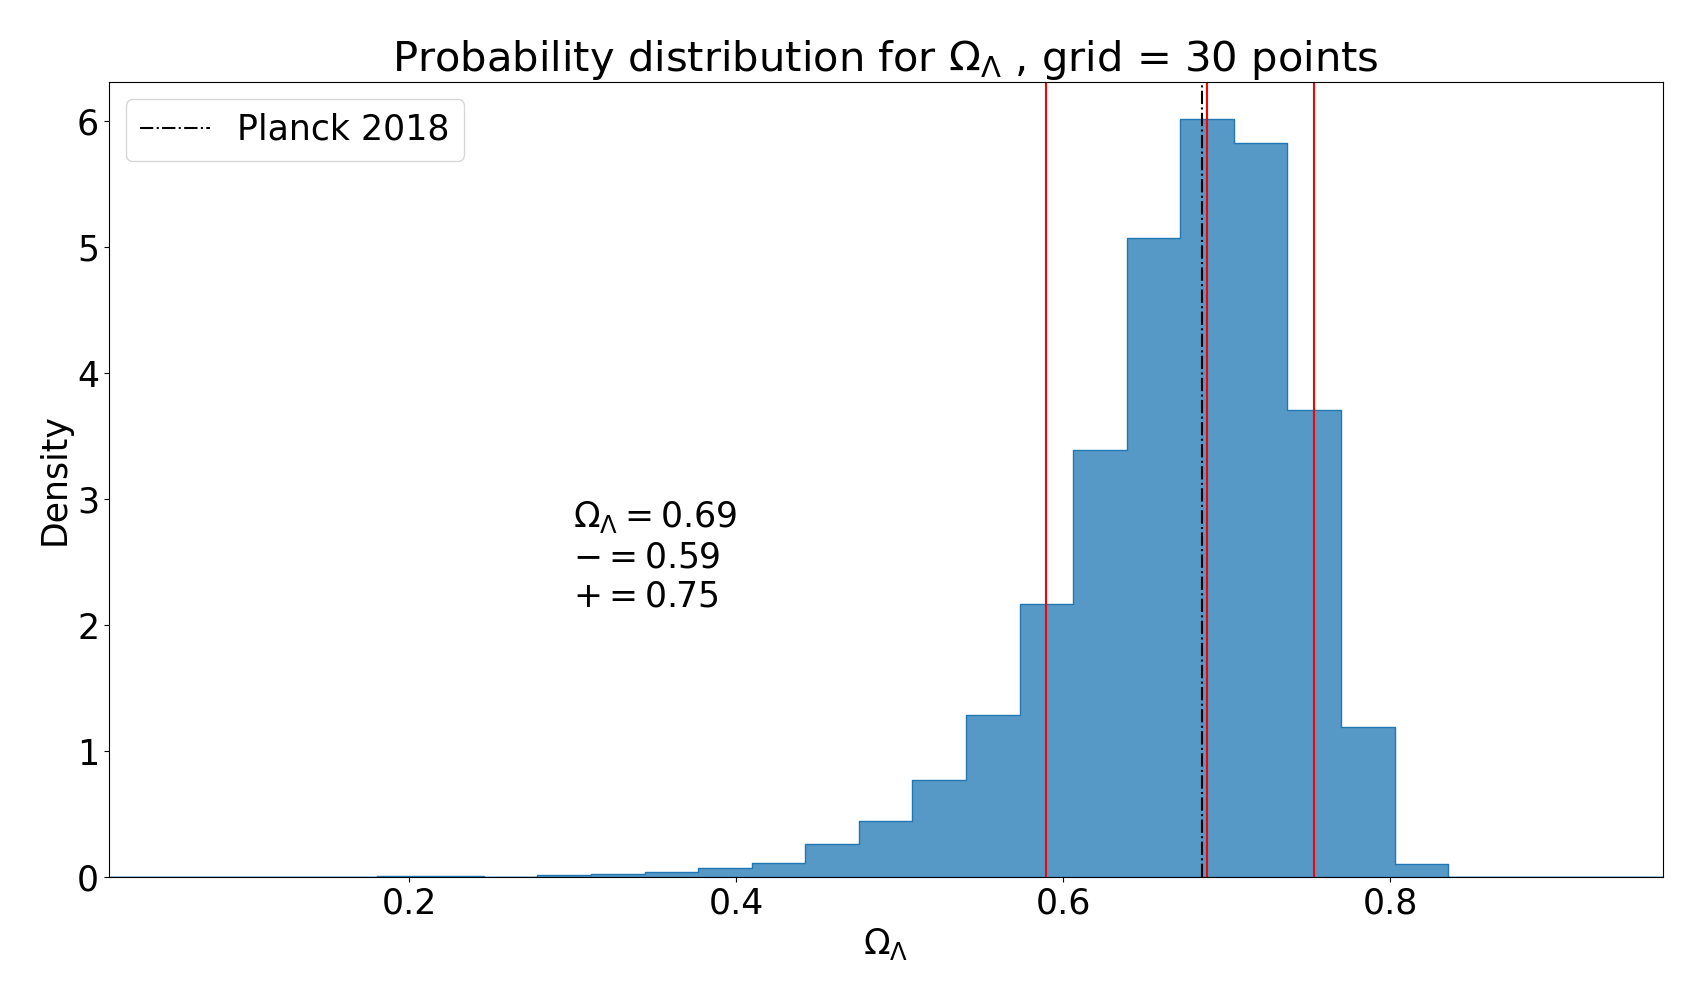 Probability distribution for Ω_Λ , grid = 30 points
Planck 2018
6
5
4
3
2
1
0
Density
Ω_Λ = 0.69
− = 0.59
+ = 0.75
0.2 0.4 0.6 0.8
Ω_Λ